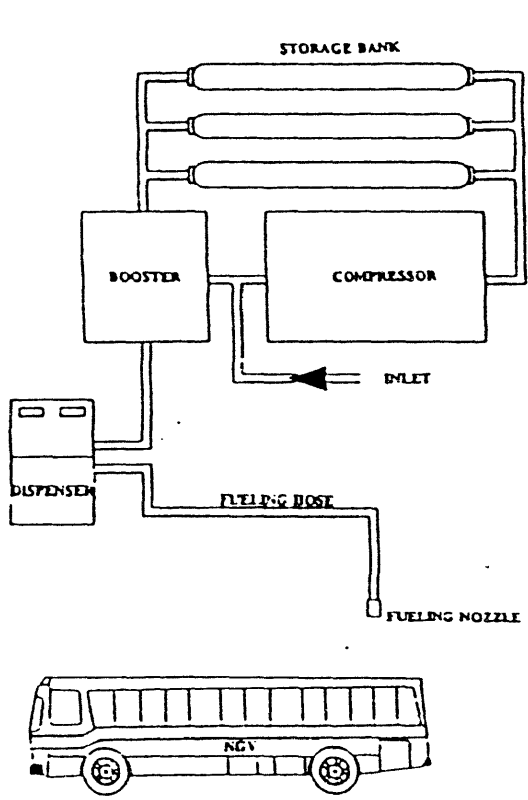 STORAGE BANK
BOOSTER
COMPRESSOR
INLET
DISPENSER
FUELING HOSE
FUELING NOZZLE
NGV